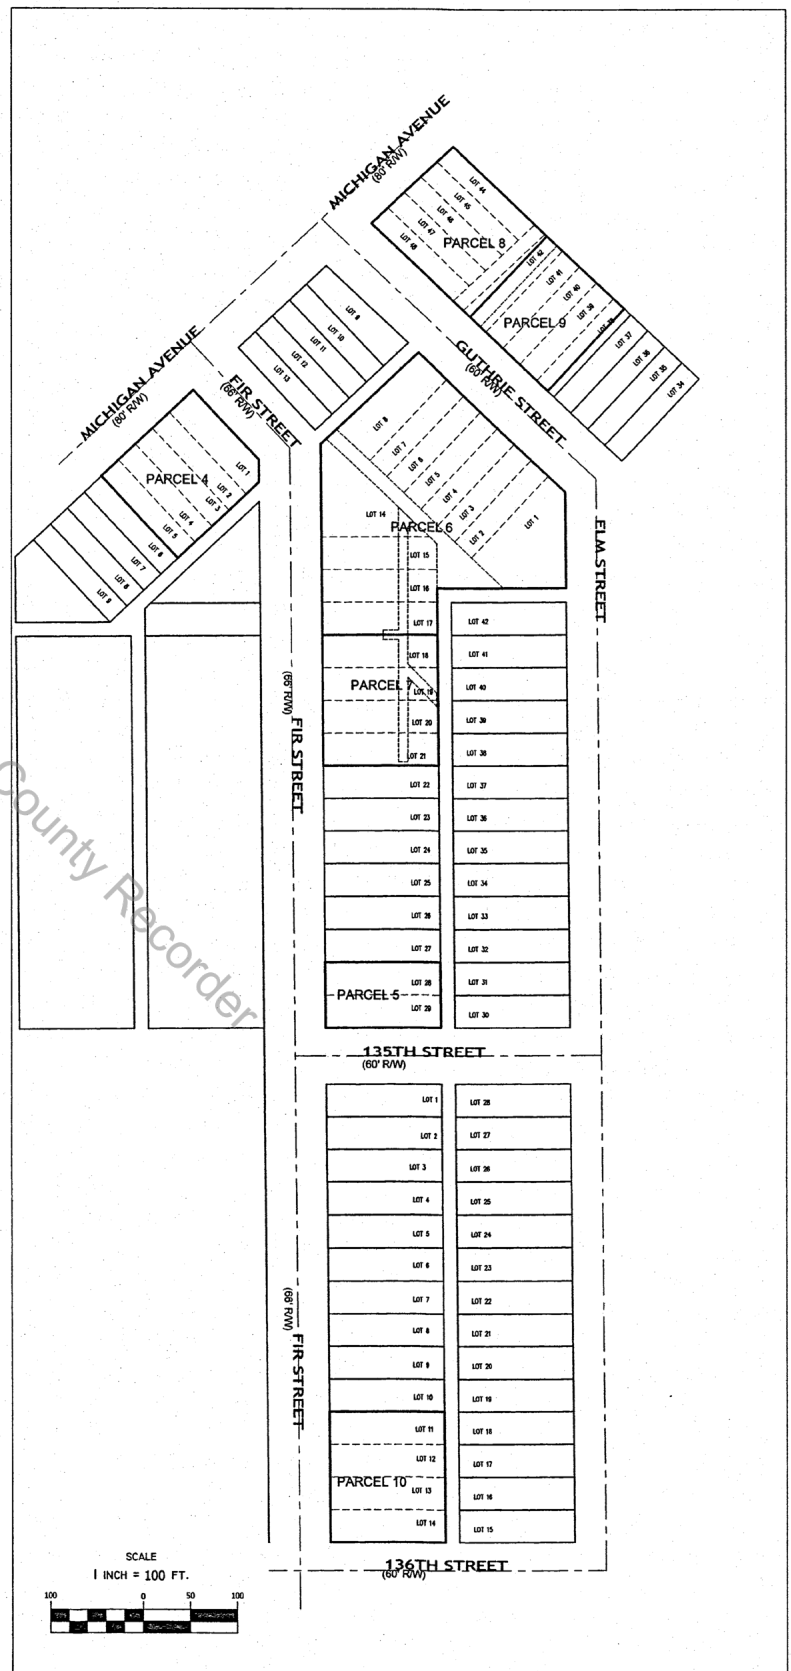 MICHIGAN AVENUE
(80' R/W)
LOT 44
LOT 45
LOT 46
LOT 47
LOT 48
PARCEL 8
LOT 42
LOT 41
LOT 40
LOT 39
PARCEL 9
LOT 37
LOT 36
LOT 35
LOT 34
GUTHRIE STREET
(60' R/W)
LOT 9
LOT 10
LOT 11
LOT 12
LOT 13
MICHIGAN AVENUE
(80' R/W)
FIR STREET
(66' R/W)
LOT 1
LOT 2
LOT 3
LOT 4
LOT 5
PARCEL 4
LOT 6
LOT 7
LOT 8
LOT 9
LOT 8
LOT 7
LOT 6
LOT 5
LOT 4
LOT 3
LOT 2
LOT 1
PARCEL 6
LOT 14
LOT 15
LOT 16
LOT 17
ELM STREET
LOT 18
PARCEL 7
LOT 19
LOT 20
LOT 21
LOT 22
LOT 23
LOT 24
LOT 25
LOT 26
LOT 27
LOT 28
PARCEL 5
LOT 29
LOT 42
LOT 41
LOT 40
LOT 39
LOT 38
LOT 37
LOT 36
LOT 35
LOT 34
LOT 33
LOT 32
LOT 31
LOT 30
(66' R/W)
FIR STREET
County Recorder
135TH STREET
(60' R/W)
LOT 1
LOT 2
LOT 3
LOT 4
LOT 5
LOT 6
LOT 7
LOT 8
LOT 9
LOT 10
LOT 11
LOT 12
PARCEL 10
LOT 13
LOT 14
LOT 28
LOT 27
LOT 26
LOT 25
LOT 24
LOT 23
LOT 22
LOT 21
LOT 20
LOT 19
LOT 18
LOT 17
LOT 16
LOT 15
(66' R/W)
FIR STREET
136TH STREET
(60' R/W)
SCALE
1 INCH = 100 FT.
100 0 50 100